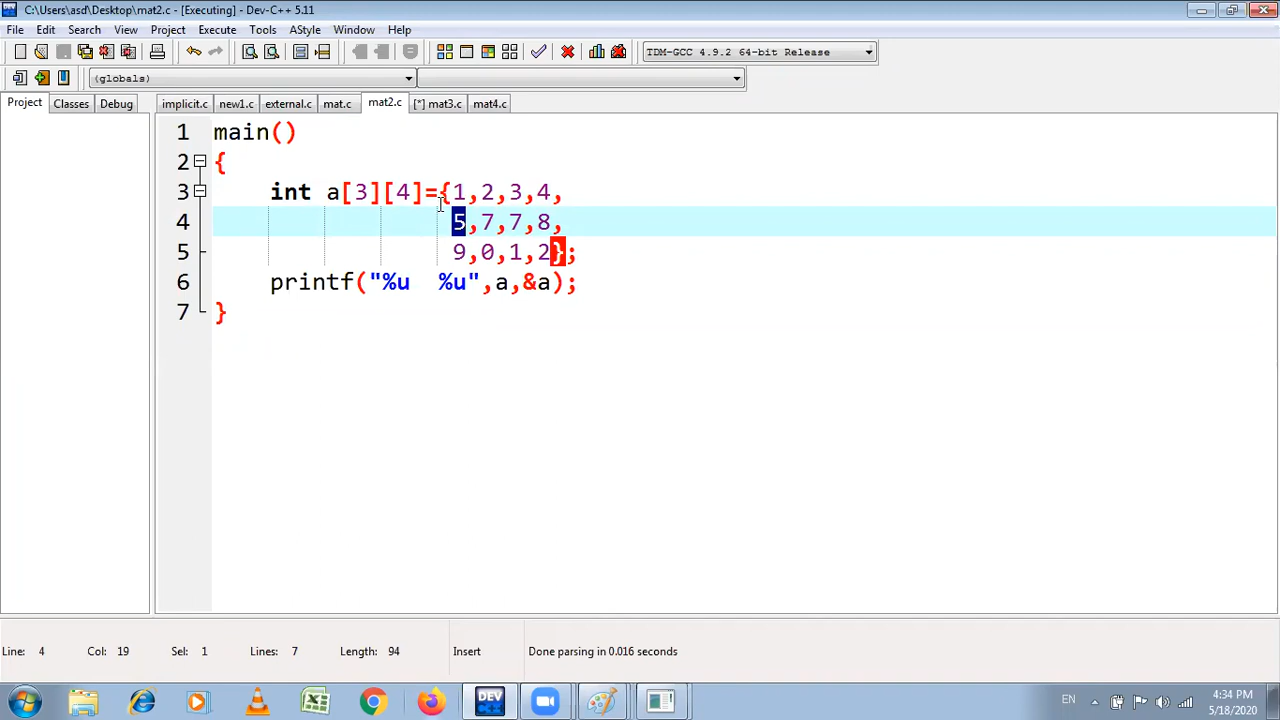 C:\Users\asd\Desktop\mat2.c - [Executing] - Dev-C++ 5.11
File Edit Search View Project Execute Tools AStyle Window Help
TDM-GCC 4.9.2 64-bit Release
(globals)
Project Classes Debug implicit.c new1.c external.c mat.c mat2.c [*] mat3.c mat4.c
1 main()
2 {
3 int a[3][4]={1,2,3,4,
4 5,7,7,8,
5 9,0,1,2};
6 printf("%u  %u",a,&a);
7 }
Line: 4 Col: 19 Sel: 1 Lines: 7 Length: 94 Insert Done parsing in 0.016 seconds
DEV
EN 4:34 PM
5/18/2020